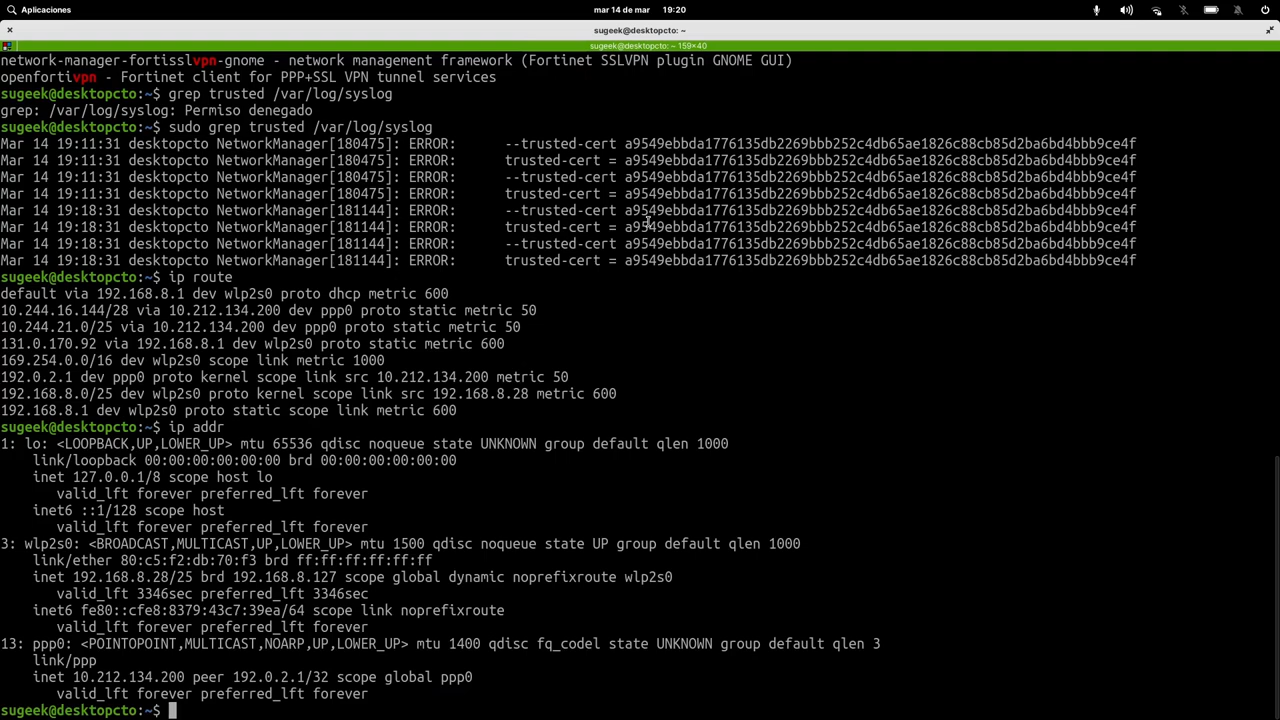 Aplicaciones
mar 14 de mar 19:20
sugeek@desktopcto: ~
sugeek@desktopcto: ~ 159×40
network-manager-fortisslvpn-gnome - network management framework (Fortinet SSLVPN plugin GNOME GUI)
openfortivpn - Fortinet client for PPP+SSL VPN tunnel services
sugeek@desktopcto:~$ grep trusted /var/log/syslog
grep: /var/log/syslog: Permiso denegado
sugeek@desktopcto:~$ sudo grep trusted /var/log/syslog
Mar 14 19:11:31 desktopcto NetworkManager[180475]: ERROR:      --trusted-cert a9549ebbda1776135db2269bbb252c4db65ae1826c88cb85d2ba6bd4bbb9ce4f
Mar 14 19:11:31 desktopcto NetworkManager[180475]: ERROR:      trusted-cert = a9549ebbda1776135db2269bbb252c4db65ae1826c88cb85d2ba6bd4bbb9ce4f
Mar 14 19:11:31 desktopcto NetworkManager[180475]: ERROR:      --trusted-cert a9549ebbda1776135db2269bbb252c4db65ae1826c88cb85d2ba6bd4bbb9ce4f
Mar 14 19:11:31 desktopcto NetworkManager[180475]: ERROR:      trusted-cert = a9549ebbda1776135db2269bbb252c4db65ae1826c88cb85d2ba6bd4bbb9ce4f
Mar 14 19:18:31 desktopcto NetworkManager[181144]: ERROR:      --trusted-cert a9549ebbda1776135db2269bbb252c4db65ae1826c88cb85d2ba6bd4bbb9ce4f
Mar 14 19:18:31 desktopcto NetworkManager[181144]: ERROR:      trusted-cert = a9549ebbda1776135db2269bbb252c4db65ae1826c88cb85d2ba6bd4bbb9ce4f
Mar 14 19:18:31 desktopcto NetworkManager[181144]: ERROR:      --trusted-cert a9549ebbda1776135db2269bbb252c4db65ae1826c88cb85d2ba6bd4bbb9ce4f
Mar 14 19:18:31 desktopcto NetworkManager[181144]: ERROR:      trusted-cert = a9549ebbda1776135db2269bbb252c4db65ae1826c88cb85d2ba6bd4bbb9ce4f
sugeek@desktopcto:~$ ip route
default via 192.168.8.1 dev wlp2s0 proto dhcp metric 600
10.244.16.144/28 via 10.212.134.200 dev ppp0 proto static metric 50
10.244.21.0/25 via 10.212.134.200 dev ppp0 proto static metric 50
131.0.170.92 via 192.168.8.1 dev wlp2s0 proto static metric 600
169.254.0.0/16 dev wlp2s0 scope link metric 1000
192.0.2.1 dev ppp0 proto kernel scope link src 10.212.134.200 metric 50
192.168.8.0/25 dev wlp2s0 proto kernel scope link src 192.168.8.28 metric 600
192.168.8.1 dev wlp2s0 proto static scope link metric 600
sugeek@desktopcto:~$ ip addr
1: lo: <LOOPBACK,UP,LOWER_UP> mtu 65536 qdisc noqueue state UNKNOWN group default qlen 1000
    link/loopback 00:00:00:00:00:00 brd 00:00:00:00:00:00
    inet 127.0.0.1/8 scope host lo
       valid_lft forever preferred_lft forever
    inet6 ::1/128 scope host
       valid_lft forever preferred_lft forever
3: wlp2s0: <BROADCAST,MULTICAST,UP,LOWER_UP> mtu 1500 qdisc noqueue state UP group default qlen 1000
    link/ether 80:c5:f2:db:70:f3 brd ff:ff:ff:ff:ff:ff
    inet 192.168.8.28/25 brd 192.168.8.127 scope global dynamic noprefixroute wlp2s0
       valid_lft 3346sec preferred_lft 3346sec
    inet6 fe80::cfe8:8379:43c7:39ea/64 scope link noprefixroute
       valid_lft forever preferred_lft forever
13: ppp0: <POINTOPOINT,MULTICAST,NOARP,UP,LOWER_UP> mtu 1400 qdisc fq_codel state UNKNOWN group default qlen 3
    link/ppp
    inet 10.212.134.200 peer 192.0.2.1/32 scope global ppp0
       valid_lft forever preferred_lft forever
sugeek@desktopcto:~$